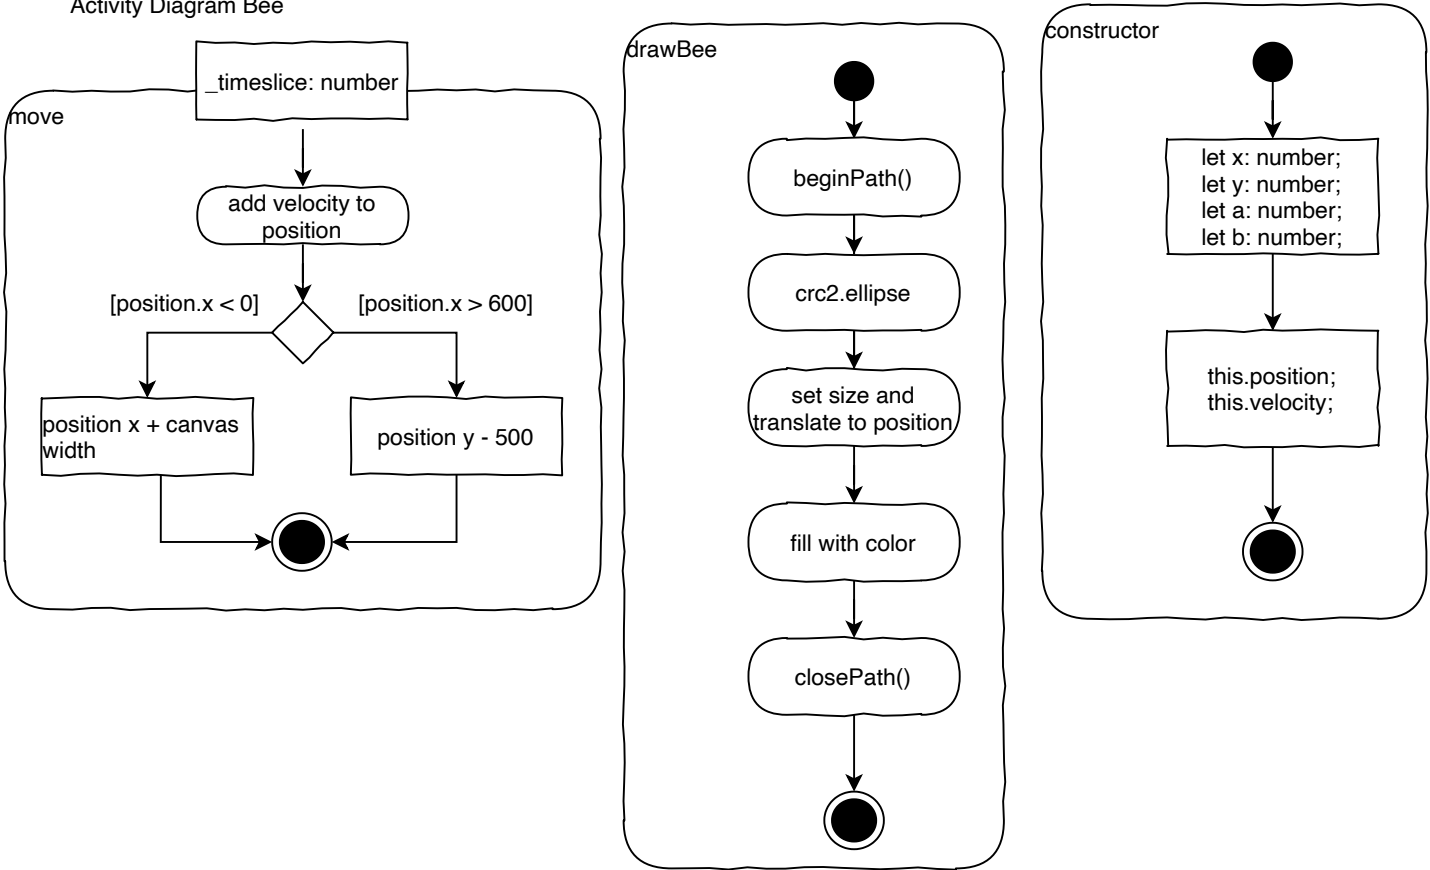 Activity Diagram Bee
_timeslice: number
move
add velocity to
position
[position.x < 0]
[position.x > 600]
position x + canvas
width
position y - 500
drawBee
beginPath()
crc2.ellipse
set size and
translate to position
fill with color
closePath()
constructor
let x: number;
let y: number;
let a: number;
let b: number;
this.position;
this.velocity;